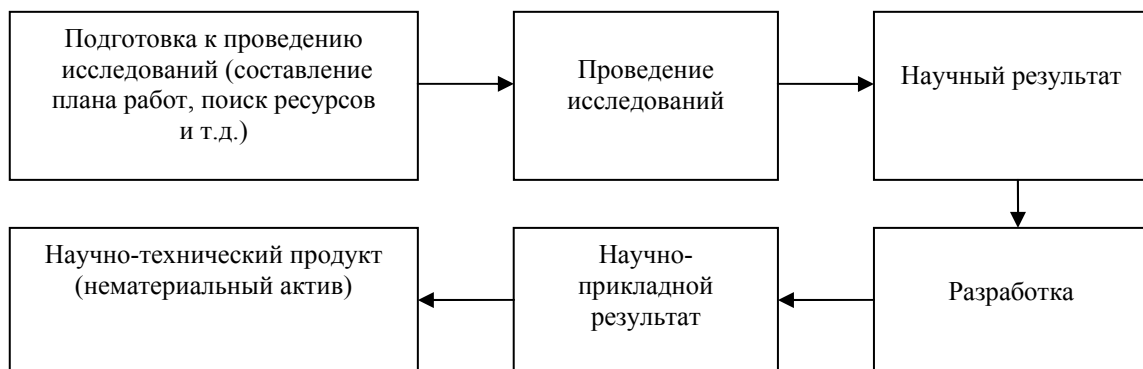 Подготовка к проведению
исследований (составление
плана работ, поиск ресурсов
и т.д.)
Проведение
исследований
Научный результат
Научно-технический продукт
(нематериальный актив)
Научно-
прикладной
результат
Разработка